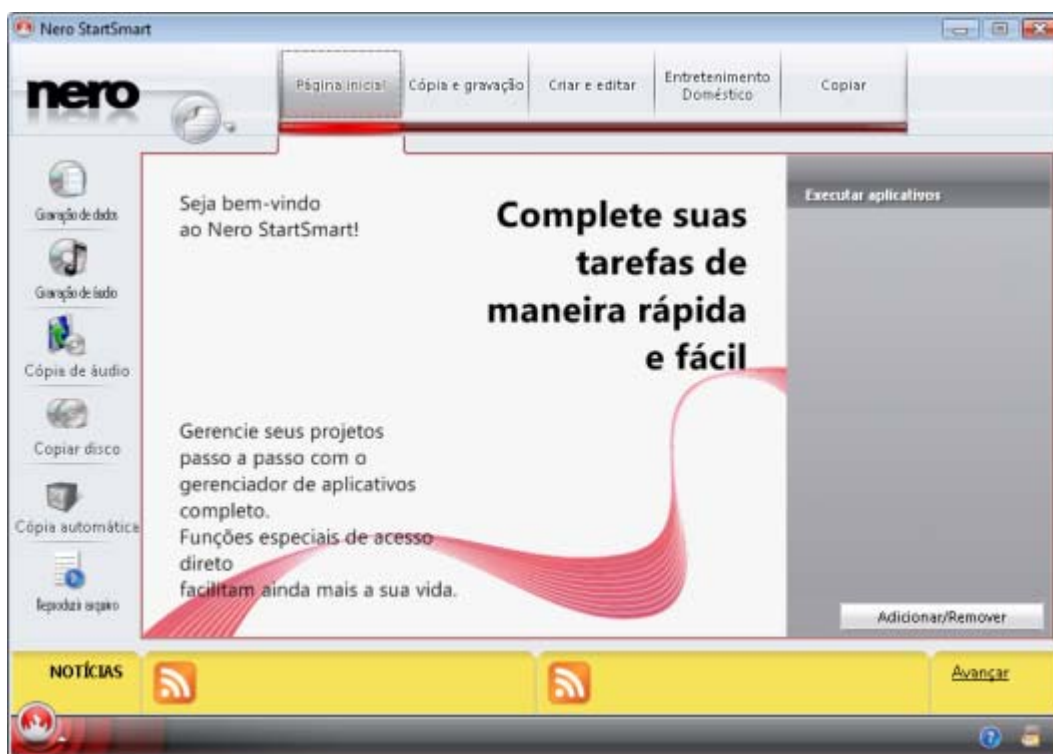 Nero StartSmart
nero
Página inicial
Cópia e gravação
Criar e editar
Entretenimento
Doméstico
Copiar
Gravação de dados
Gravação de áudio
Cópia de áudio
Copiar disco
Cópia automática
Reproduzir arquivo
Seja bem-vindo
ao Nero StartSmart!
Complete suas
tarefas de
maneira rápida
e fácil
Gerencie seus projetos
passo a passo com o
gerenciador de aplicativos
completo.
Funções especiais de acesso
direto
facilitam ainda mais a sua vida.
Executar aplicativos
Adicionar/Remover
NOTÍCIAS
Avançar